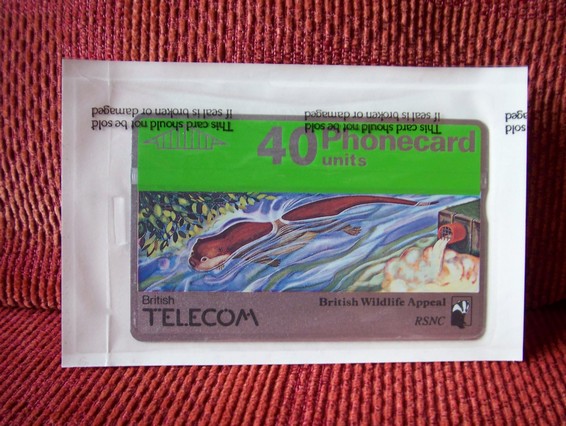 If seal is broken or damaged
This card should not be sold
If seal is broken or damaged
This card should not be sold
sold
40 Phonecard
units
British
TELECOM
British Wildlife Appeal
RSNC